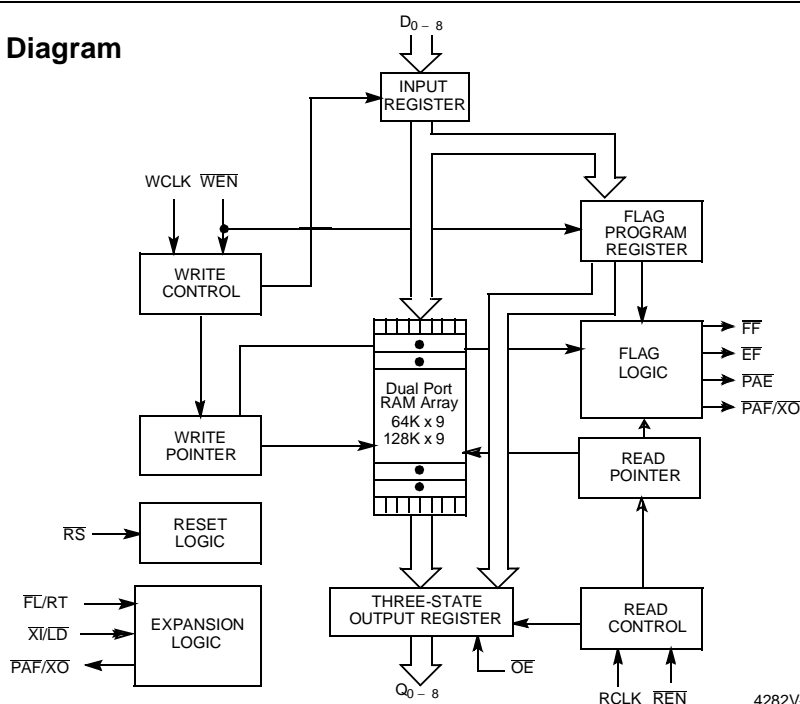 Diagram
D0 – 8
INPUT
REGISTER
WCLK WEN
FLAG
PROGRAM
REGISTER
WRITE
CONTROL
FF
EF
PAE
PAF/XO
FLAG
LOGIC
Dual Port
RAM Array
64K x 9
128K x 9
WRITE
POINTER
READ
POINTER
RS
RESET
LOGIC
FL/RT
XI/LD
PAF/XO
EXPANSION
LOGIC
THREE-STATE
OUTPUT REGISTER
READ
CONTROL
OE
Q0 – 8
RCLK REN